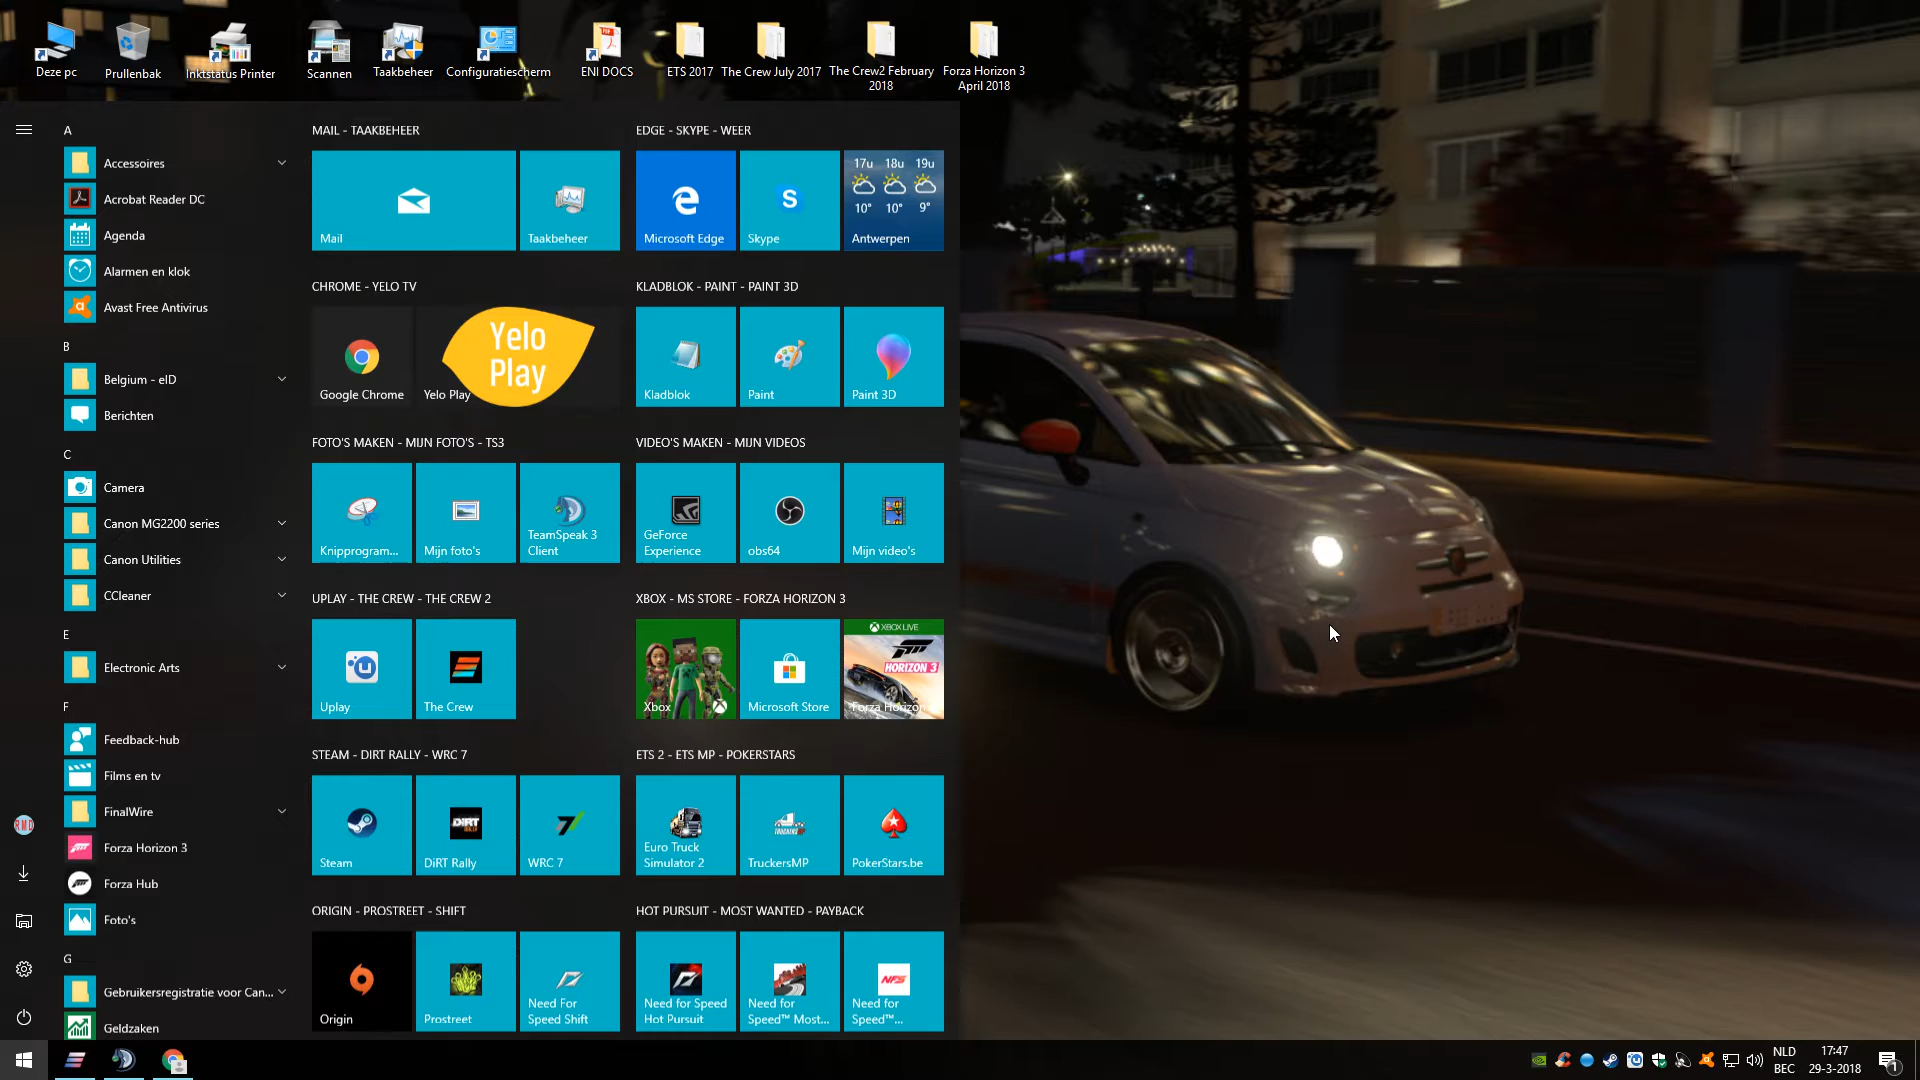 Deze pc
Prullenbak
Inktstatus Printer
Scannen
Taakbeheer
Configuratiescherm
ENI DOCS
ETS 2017
The Crew July 2017
The Crew2 February
2018
Forza Horizon 3
April 2018
A
Accessoires
Acrobat Reader DC
Agenda
Alarmen en klok
Avast Free Antivirus
B
Belgium - eID
Berichten
C
Camera
Canon MG2200 series
Canon Utilities
CCleaner
E
Electronic Arts
F
Feedback-hub
Films en tv
FinalWire
Forza Horizon 3
Forza Hub
Foto's
G
Gebruikersregistratie voor Can...
Geldzaken
RMD
MAIL - TAAKBEHEER
Mail
Taakbeheer
EDGE - SKYPE - WEER
Microsoft Edge
Skype
17u 18u 19u
10° 10° 9°
Antwerpen
CHROME - YELO TV
Google Chrome
Yelo
Play
Yelo Play
KLADBLOK - PAINT - PAINT 3D
Kladblok
Paint
Paint 3D
FOTO'S MAKEN - MIJN FOTO'S - TS3
Knipprogram...
Mijn foto's
TeamSpeak 3
Client
VIDEO'S MAKEN - MIJN VIDEOS
GeForce
Experience
obs64
Mijn video's
UPLAY - THE CREW - THE CREW 2
Uplay
The Crew
XBOX - MS STORE - FORZA HORIZON 3
Xbox
Microsoft Store
XBOX LIVE
HORIZON 3
Forza Horizon
STEAM - DIRT RALLY - WRC 7
Steam
DiRT
DiRT Rally
WRC 7
ETS 2 - ETS MP - POKERSTARS
Euro Truck
Simulator 2
TRUCKERSMP
TruckersMP
PokerStars.be
ORIGIN - PROSTREET - SHIFT
Origin
Prostreet
Need For
Speed Shift
HOT PURSUIT - MOST WANTED - PAYBACK
Need for Speed
Hot Pursuit
Need for
Speed™ Most...
NFS
Need for
Speed™...
NLD
BEC
17:47
29-3-2018
1